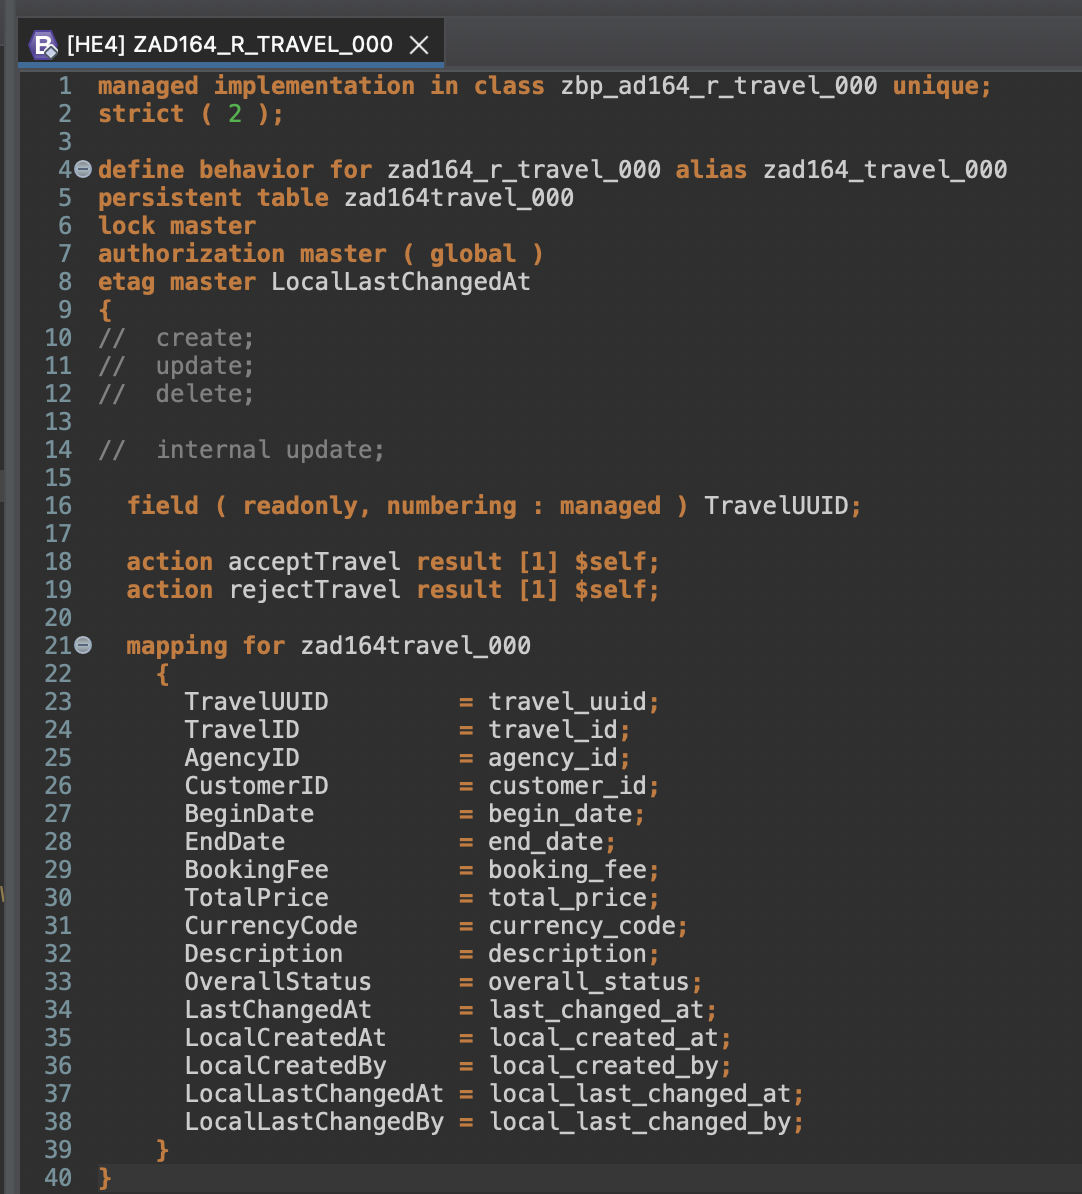 B [HE4] ZAD164_R_TRAVEL_000
1 managed implementation in class zbp_ad164_r_travel_000 unique;
2 strict ( 2 );
3
4 define behavior for zad164_r_travel_000 alias zad164_travel_000
5 persistent table zad164travel_000
6 lock master
7 authorization master ( global )
8 etag master LocalLastChangedAt
9 {
10 //  create;
11 //  update;
12 //  delete;
13
14 //  internal update;
15
16   field ( readonly, numbering : managed ) TravelUUID;
17
18   action acceptTravel result [1] $self;
19   action rejectTravel result [1] $self;
20
21   mapping for zad164travel_000
22     {
23       TravelUUID         = travel_uuid;
24       TravelID           = travel_id;
25       AgencyID           = agency_id;
26       CustomerID         = customer_id;
27       BeginDate          = begin_date;
28       EndDate            = end_date;
29       BookingFee         = booking_fee;
30       TotalPrice         = total_price;
31       CurrencyCode       = currency_code;
32       Description        = description;
33       OverallStatus      = overall_status;
34       LastChangedAt      = last_changed_at;
35       LocalCreatedAt     = local_created_at;
36       LocalCreatedBy     = local_created_by;
37       LocalLastChangedAt = local_last_changed_at;
38       LocalLastChangedBy = local_last_changed_by;
39     }
40 }